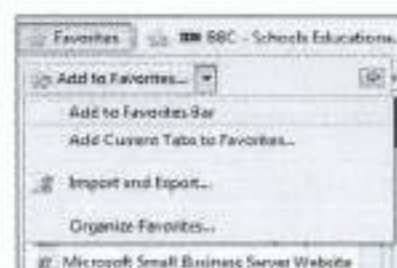 Favorites BBC - Schools Educationa
Add to Favorites...
Add to Favorites Bar
Add Current Tabs to Favorites...
Import and Export...
Organize Favorites...
Microsoft Small Business Server Website